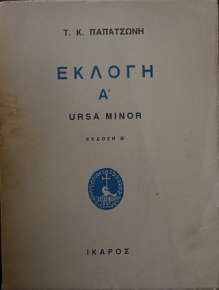 Τ. Κ. ΠΑΠΑΤΣΩΝΗ
ΕΚΛΟΓΗ
Α'
URSA MINOR
ΕΚΔΟΣΗ Β'
ΙΚΑΡΟΣ